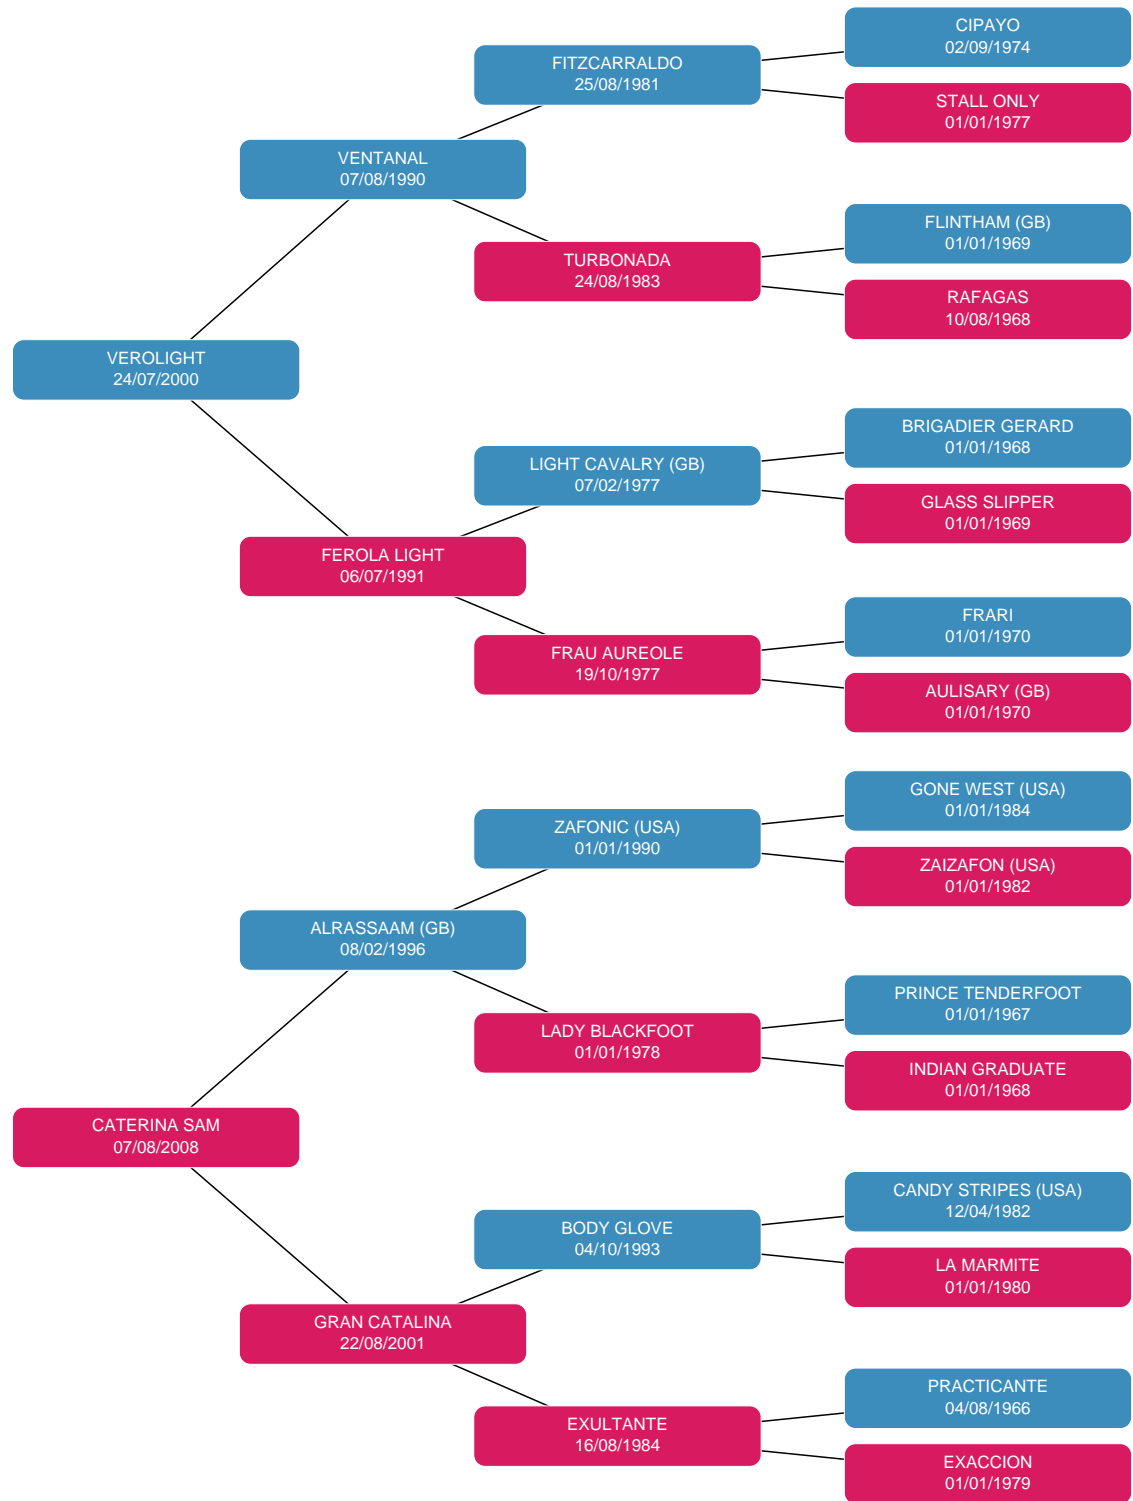 CIPAYO
02/09/1974
FITZCARRALDO
25/08/1981
STALL ONLY
01/01/1977
VENTANAL
07/08/1990
FLINTHAM (GB)
01/01/1969
TURBONADA
24/08/1983
RAFAGAS
10/08/1968
VEROLIGHT
24/07/2000
BRIGADIER GERARD
01/01/1968
LIGHT CAVALRY (GB)
07/02/1977
GLASS SLIPPER
01/01/1969
FEROLA LIGHT
06/07/1991
FRARI
01/01/1970
FRAU AUREOLE
19/10/1977
AULISARY (GB)
01/01/1970
GONE WEST (USA)
01/01/1984
ZAFONIC (USA)
01/01/1990
ZAIZAFON (USA)
01/01/1982
ALRASSAAM (GB)
08/02/1996
PRINCE TENDERFOOT
01/01/1967
LADY BLACKFOOT
01/01/1978
INDIAN GRADUATE
01/01/1968
CATERINA SAM
07/08/2008
CANDY STRIPES (USA)
12/04/1982
BODY GLOVE
04/10/1993
LA MARMITE
01/01/1980
GRAN CATALINA
22/08/2001
PRACTICANTE
04/08/1966
EXULTANTE
16/08/1984
EXACCION
01/01/1979